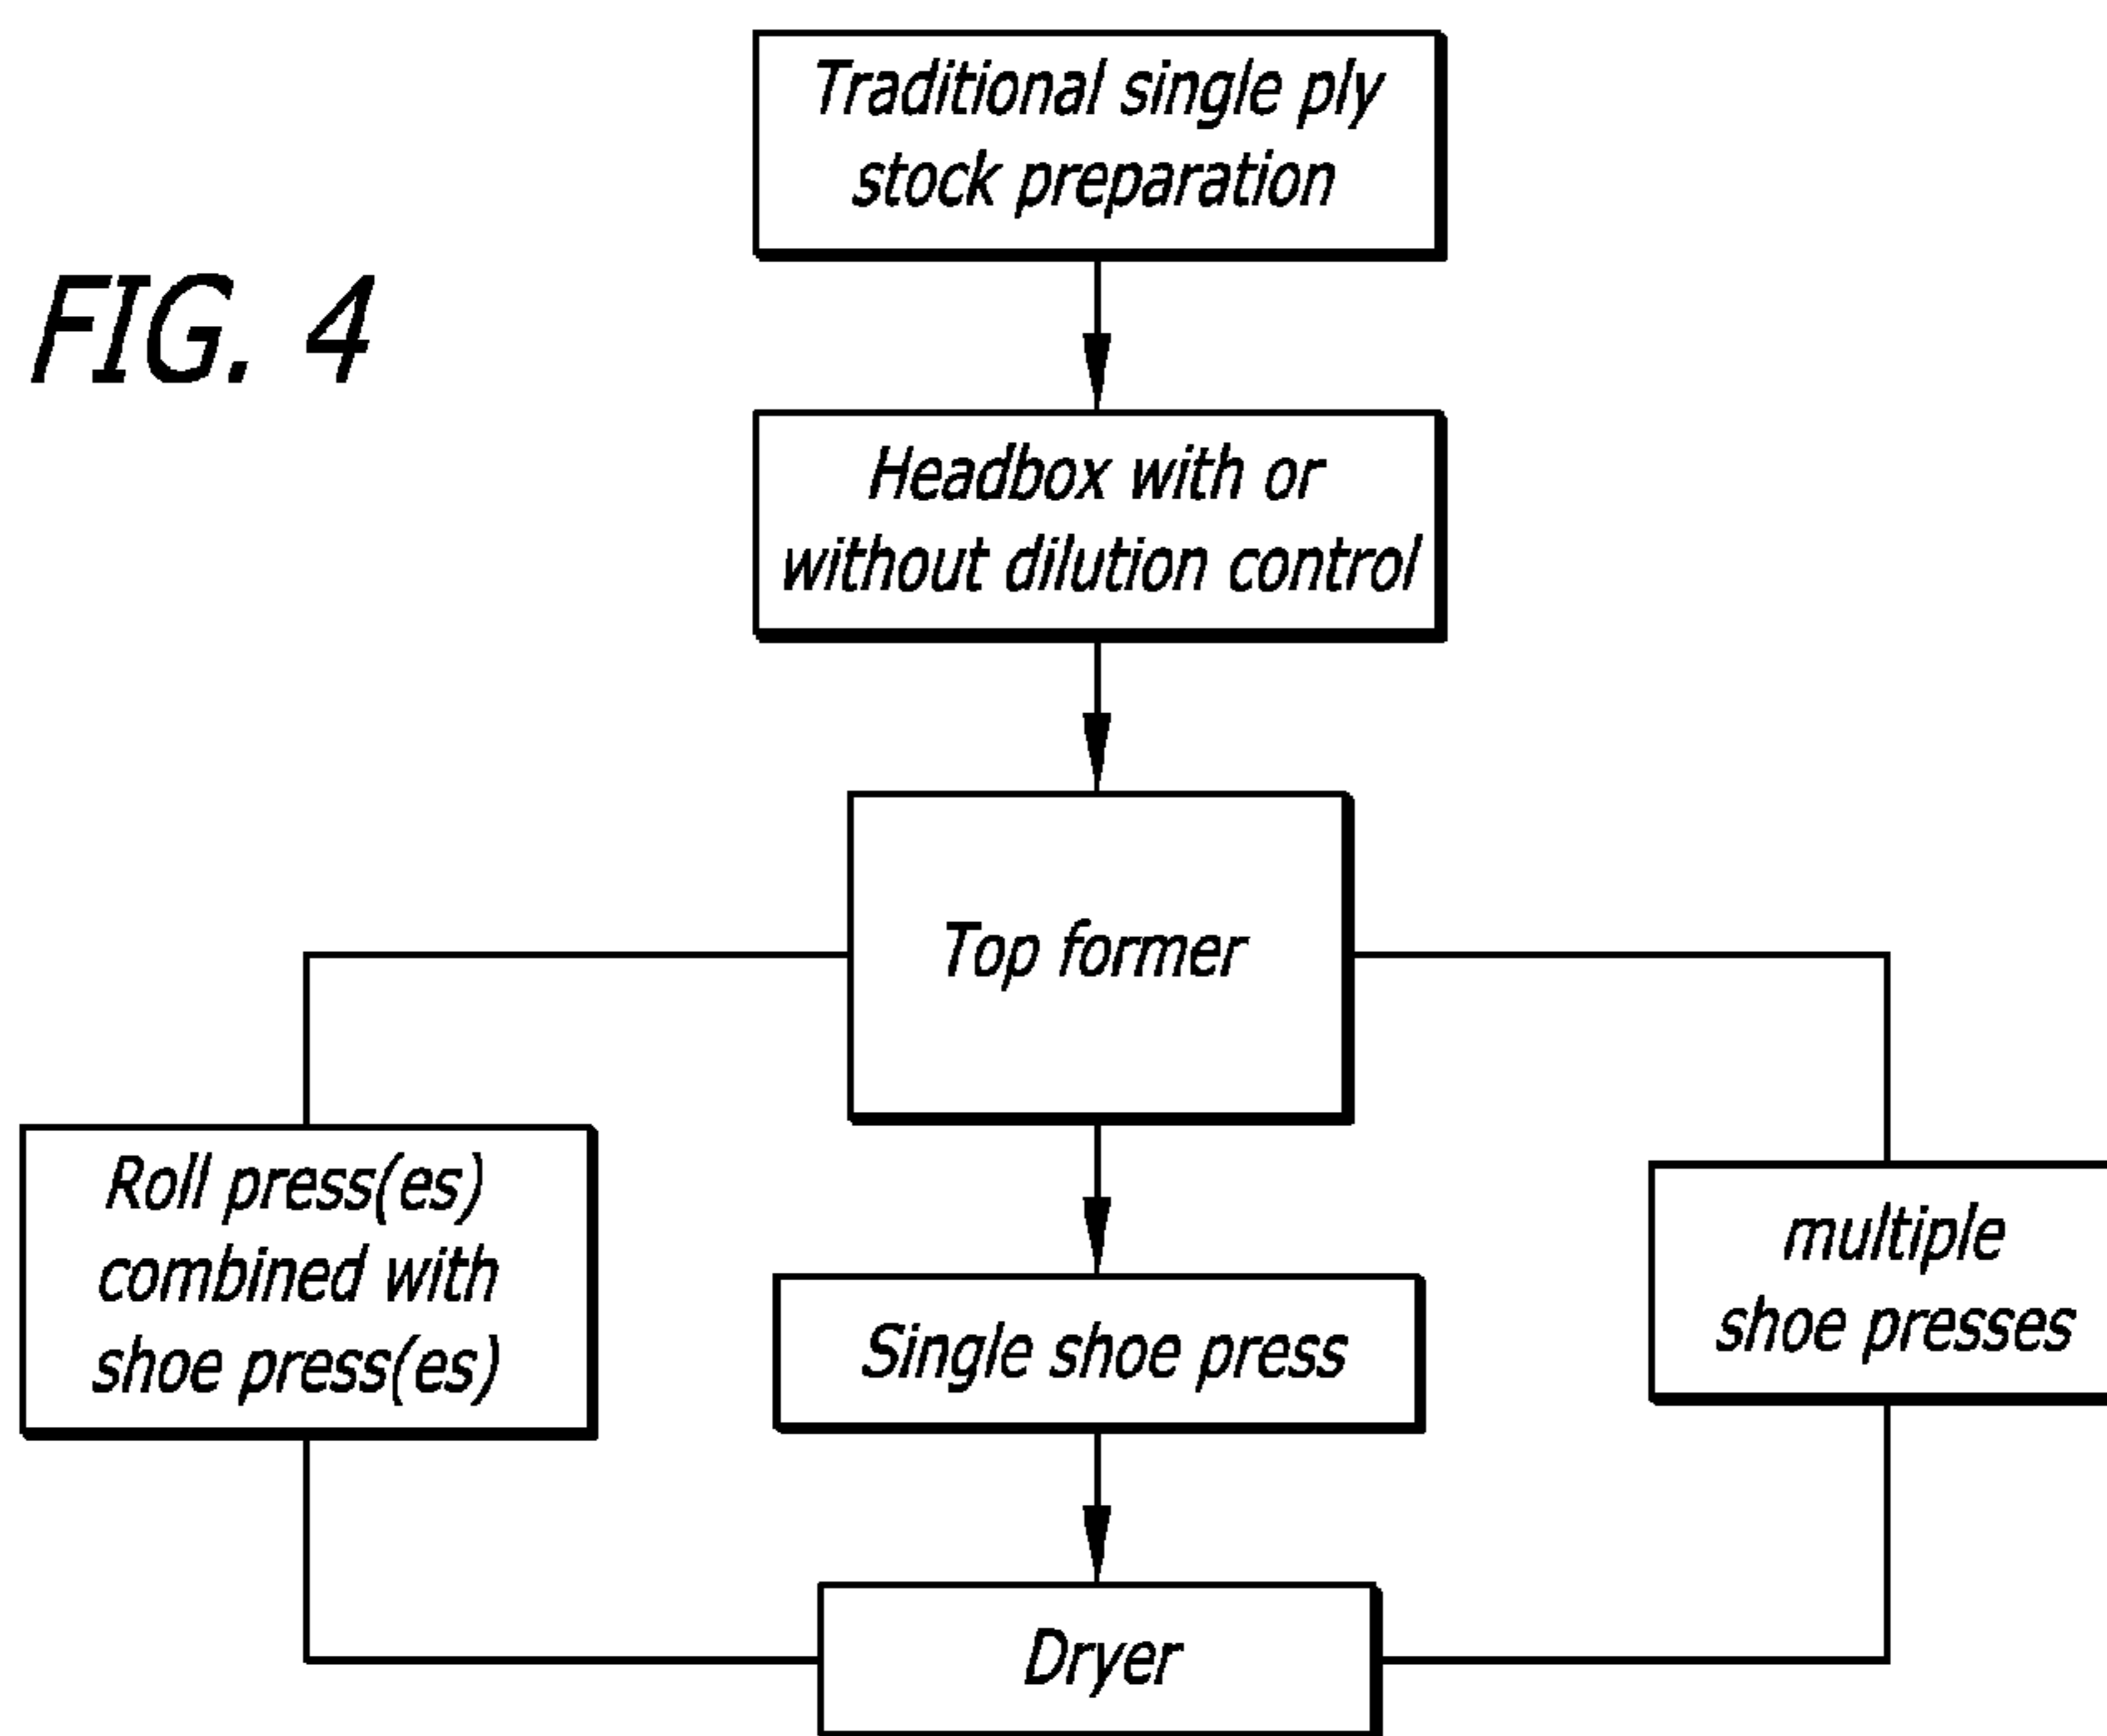 Traditional single ply
stock preparation
FIG. 4
Headbox with or
without dilution control
Top former
Roll press(es)
combined with
shoe press(es)
Single shoe press
multiple
shoe presses
Dryer